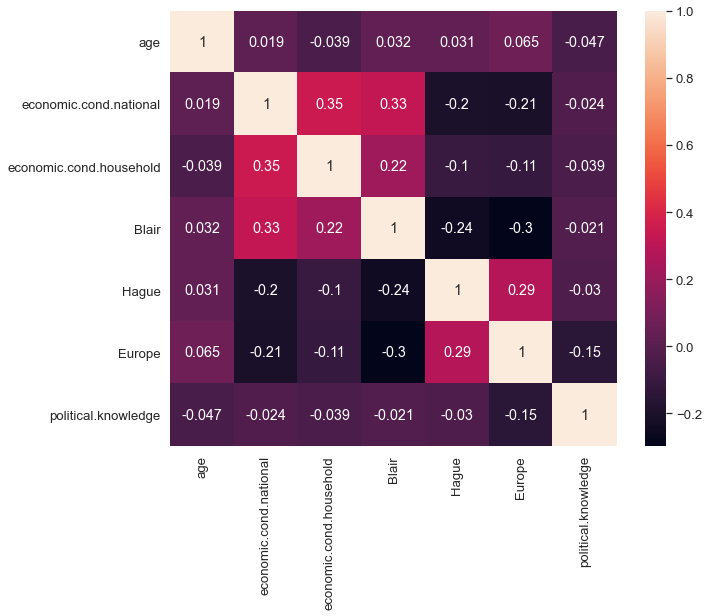 age 1 0.019 -0.039 0.032 0.031 0.065 -0.047
economic.cond.national 0.019 1 0.35 0.33 -0.2 -0.21 -0.024
economic.cond.household -0.039 0.35 1 0.22 -0.1 -0.11 -0.039
Blair 0.032 0.33 0.22 1 -0.24 -0.3 -0.021
Hague 0.031 -0.2 -0.1 -0.24 1 0.29 -0.03
Europe 0.065 -0.21 -0.11 -0.3 0.29 1 -0.15
political.knowledge -0.047 -0.024 -0.039 -0.021 -0.03 -0.15 1
age
economic.cond.national
economic.cond.household
Blair
Hague
Europe
political.knowledge
1.0
0.8
0.6
0.4
0.2
0.0
−0.2